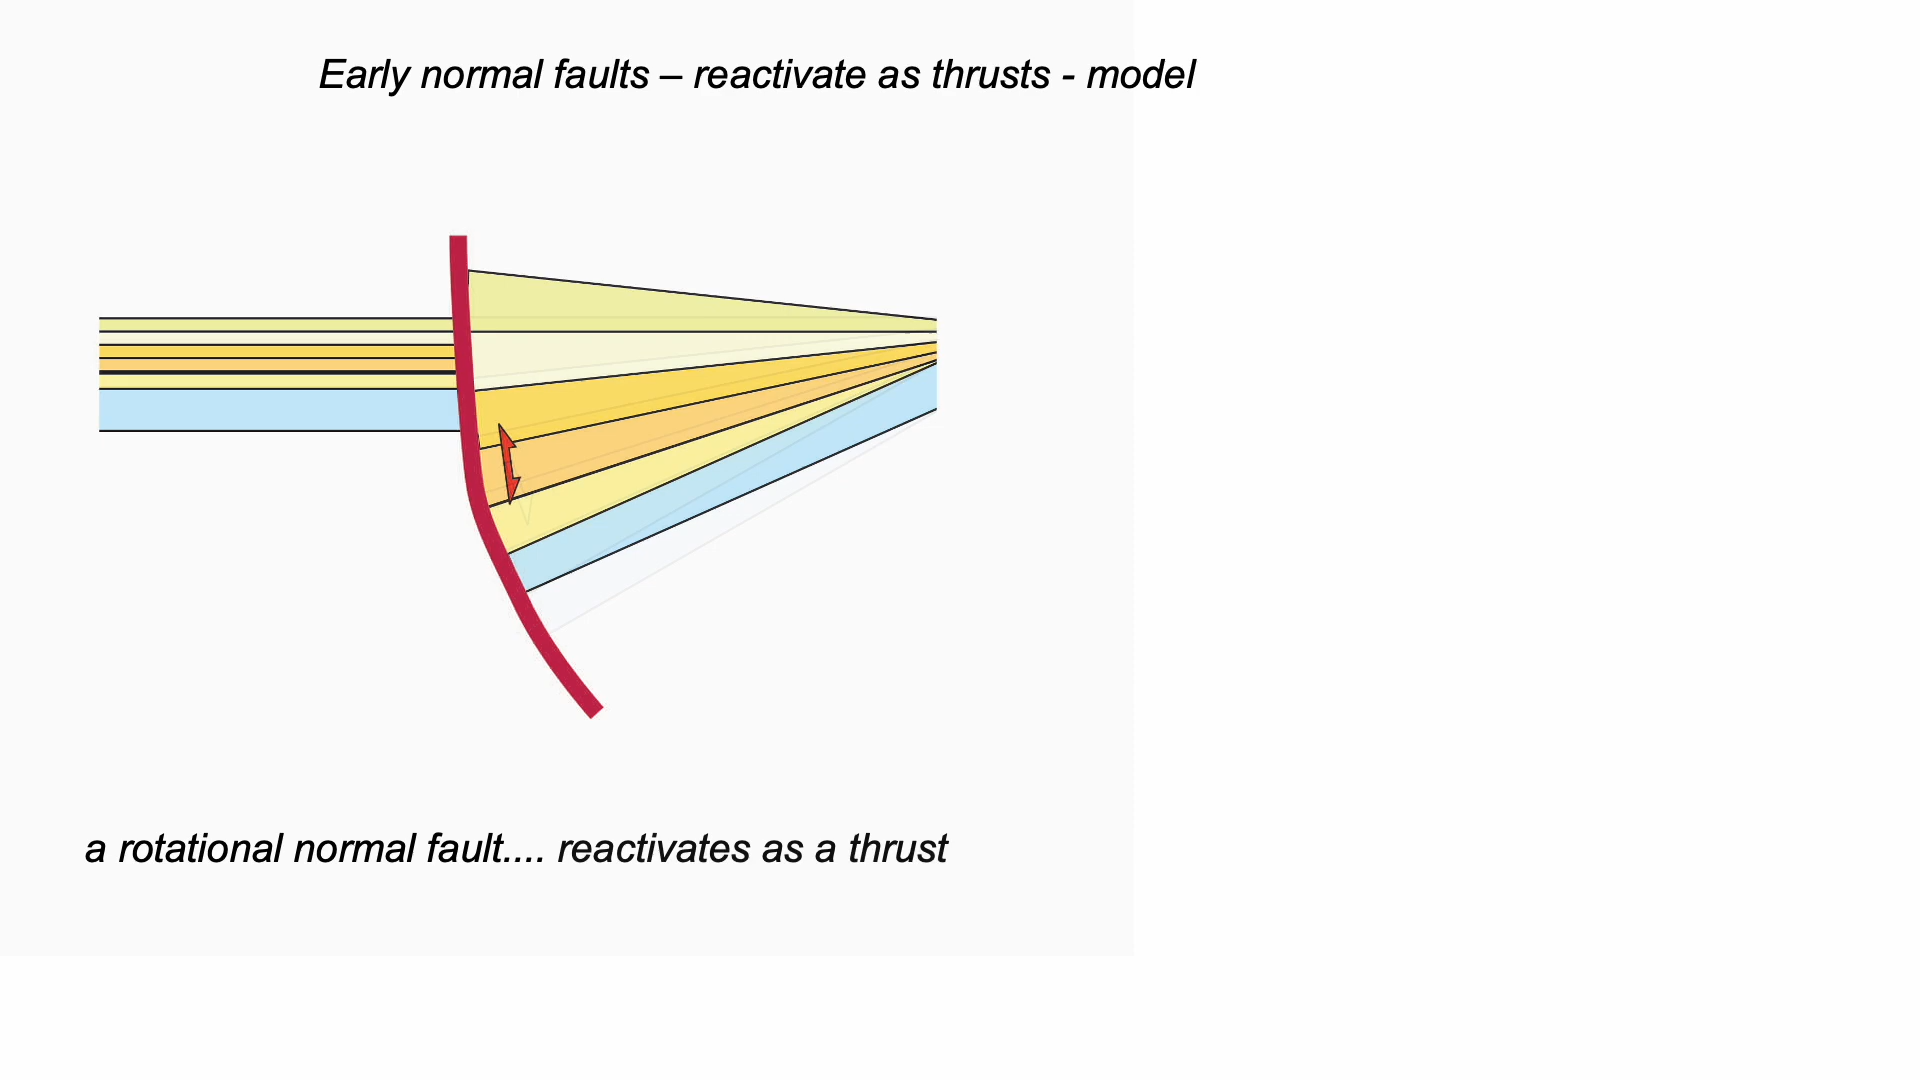 Early normal faults – reactivate as thrusts - model
a rotational normal fault.... reactivates as a thrust